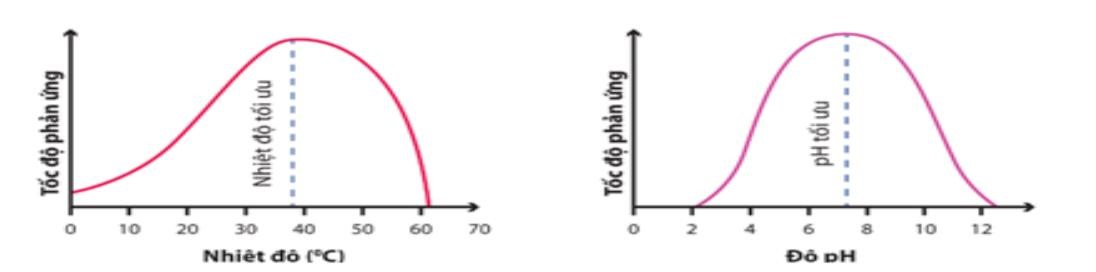 Tốc độ phản ứng
Nhiệt độ tối ưu
0 10 20 30 40 50 60 70
Nhiệt độ (ºC)
Tốc độ phản ứng
pH tối ưu
0 2 4 6 8 10 12
Độ pH